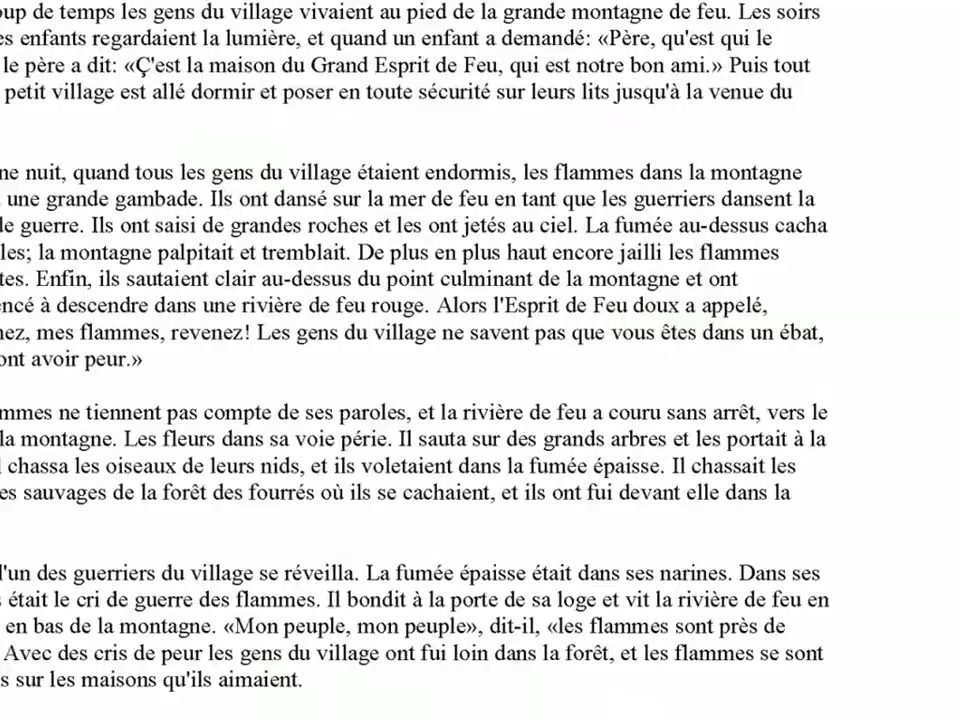 de temps les gens du village vivaient au pied de la grande montagne de feu. Les soirs
enfants regardaient la lumière, et quand un enfant a demandé: «Père, qu'est qui le
le père a dit: «Ç'est la maison du Grand Esprit de Feu, qui est notre bon ami.» Puis tout
petit village est allé dormir et poser en toute sécurité sur leurs lits jusqu'à la venue du
nuit, quand tous les gens du village étaient endormis, les flammes dans la montagne
une grande gambade. Ils ont dansé sur la mer de feu en tant que les guerriers dansent la
de guerre. Ils ont saisi de grandes roches et les ont jetés au ciel. La fumée au-dessus cacha
la montagne palpitait et tremblait. De plus en plus haut encore jailli les flammes
Enfin, ils sautaient clair au-dessus du point culminant de la montagne et ont
à descendre dans une rivière de feu rouge. Alors l'Esprit de Feu doux a appelé,
mes flammes, revenez! Les gens du village ne savent pas que vous êtes dans un ébat,
avoir peur.»
ne tiennent pas compte de ses paroles, et la rivière de feu a couru sans arrêt, vers le
la montagne. Les fleurs dans sa voie périe. Il sauta sur des grands arbres et les portait à la
chassa les oiseaux de leurs nids, et ils voletaient dans la fumée épaisse. Il chassait les
sauvages de la forêt des fourrés où ils se cachaient, et ils ont fui devant elle dans la
l'un des guerriers du village se réveilla. La fumée épaisse était dans ses narines. Dans ses
était le cri de guerre des flammes. Il bondit à la porte de sa loge et vit la rivière de feu en
en bas de la montagne. «Mon peuple, mon peuple», dit-il, «les flammes sont près de
Avec des cris de peur les gens du village ont fui loin dans la forêt, et les flammes se sont
sur les maisons qu'ils aimaient.